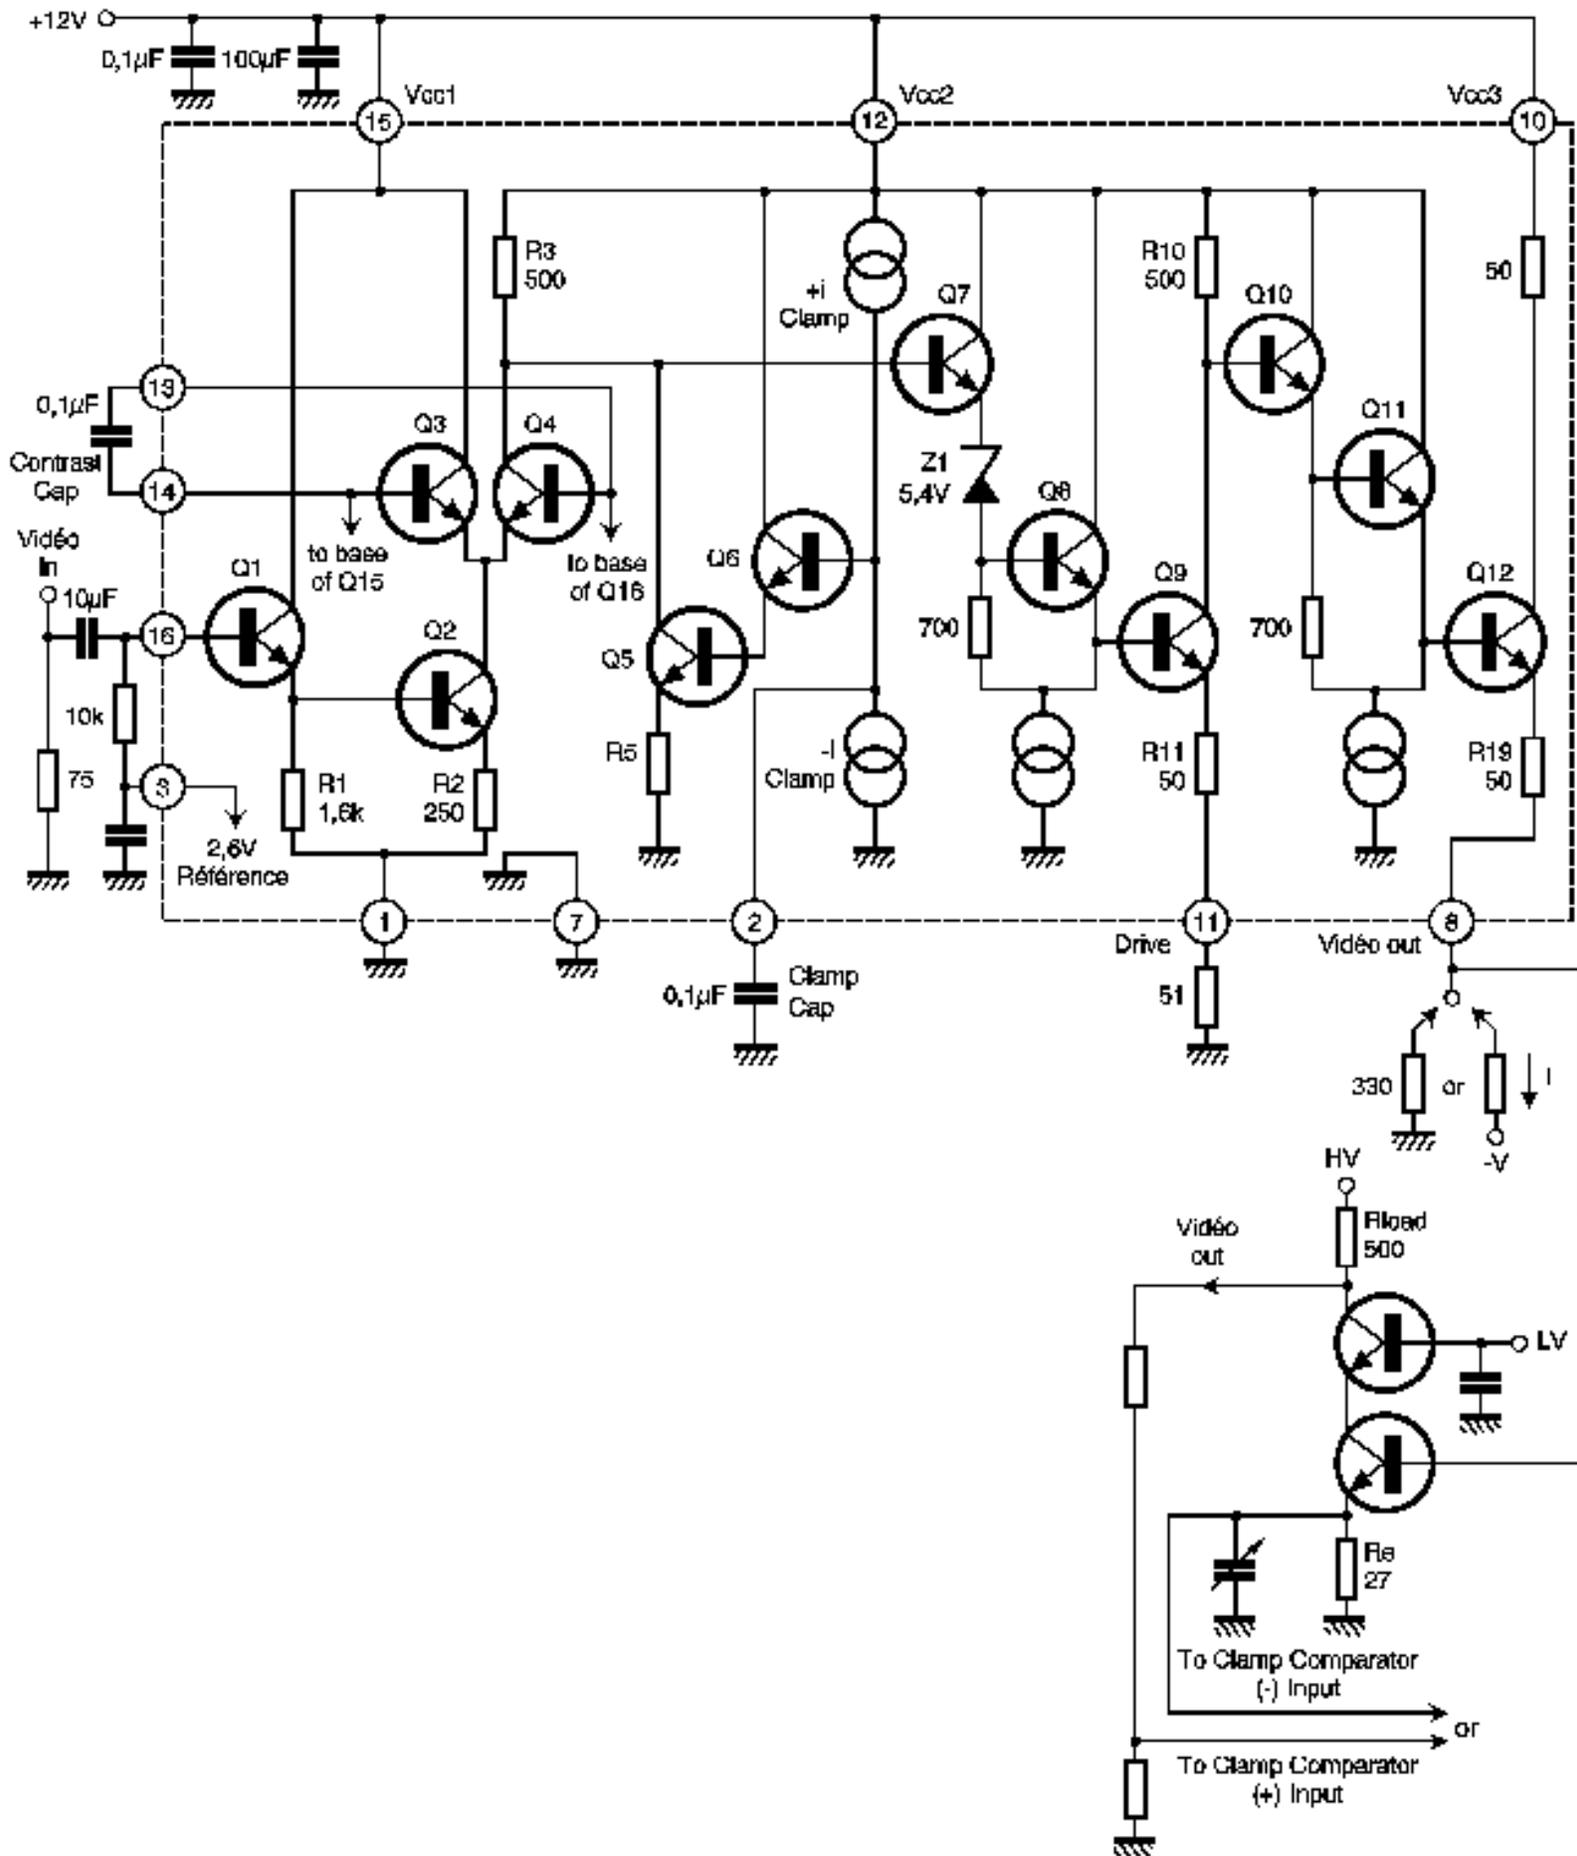 +12V
0,1µF
100µF
Vcc1
Vcc2
Vcc3
15
12
10
R3
500
+i
Clamp
Q7
R10
500
Q10
50
13
0,1µF
Contrast
Cap
14
Q3
Q4
Z1
5,4V
Q8
Q11
Vidéo
In
to base
of Q15
to base
of Q16
Q6
Q9
Q12
10µF
16
Q1
Q2
Q5
700
700
10k
75
3
R1
1,6k
R2
250
R5
-I
Clamp
R11
50
R19
50
2,6V
Référence
1
7
2
11
8
Drive
Vidéo out
0,1µF
Clamp
Cap
51
330
or
I
-V
HV
Vidéo
out
Rload
500
LV
Re
27
To Clamp Comparator
(-) Input
or
To Clamp Comparator
(+) Input